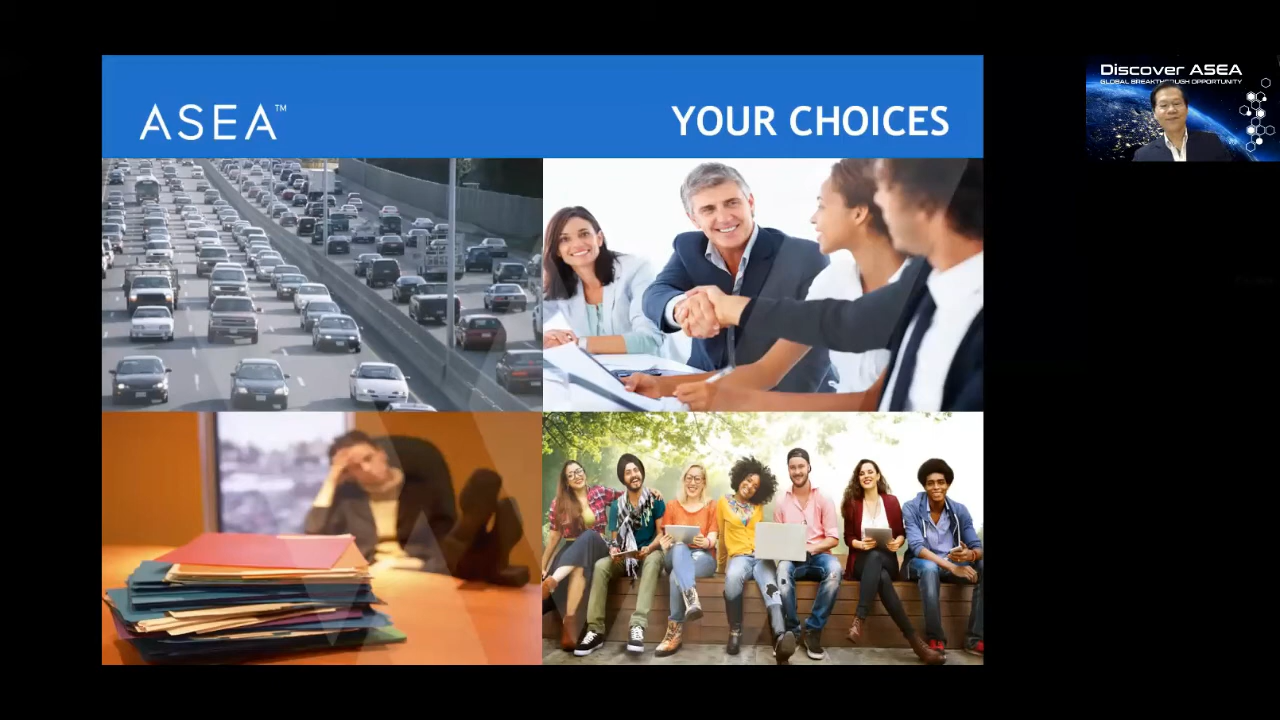 ASEA™
YOUR CHOICES
Discover ASEA
GLOBAL BREAKTHROUGH OPPORTUNITY